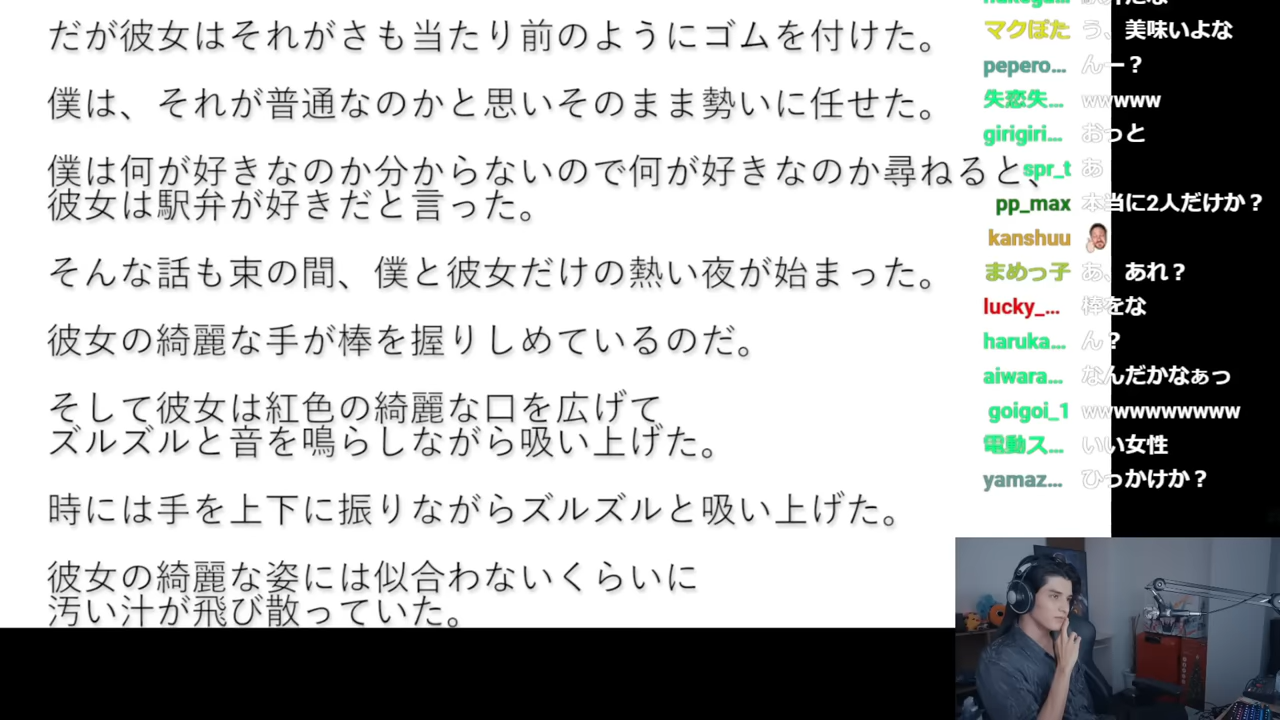 だが彼女はそれがさも当たり前のようにゴムを付けた。
僕は、それが普通なのかと思いそのまま勢いに任せた。
僕は何が好きなのか分からないので何が好きなのか尋ねると、
彼女は駅弁が好きだと言った。
そんな話も束の間、僕と彼女だけの熱い夜が始まった。
彼女の綺麗な手が棒を握りしめているのだ。
そして彼女は紅色の綺麗な口を広げて
ズルズルと音を鳴らしながら吸い上げた。
時には手を上下に振りながらズルズルと吸い上げた。
彼女の綺麗な姿には似合わないくらいに
汚い汁が飛び散っていた。
マクぽた う、美味いよな
pepero... んー？
失恋失... wwwww
girigiri... おっと
spr_t あ
pp_max 本当に2人だけか？
kanshuu
まめっ子 あ、あれ？
lucky_... 棒をな
haruka... ん？
aiwara... なんだかなぁっ
goigoi_1 wwwwwwwwww
電動ス... いい女性
yamaz... ひっかけか？